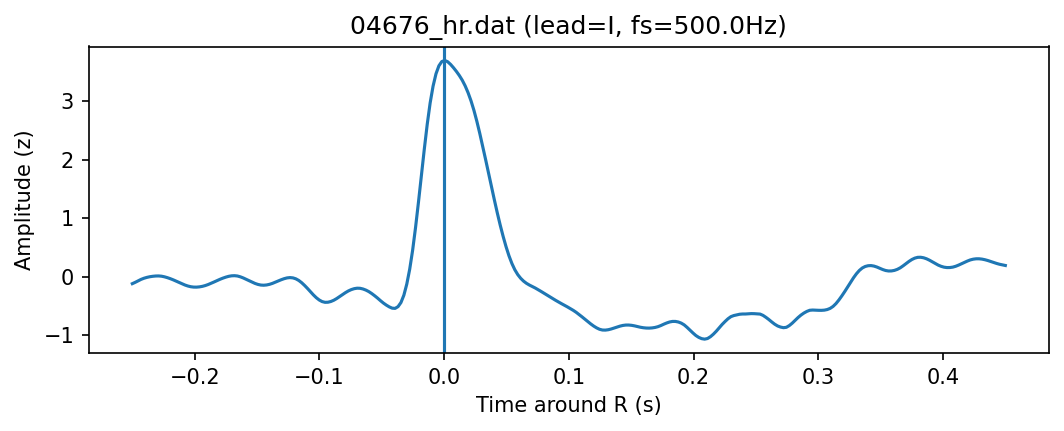 04676_hr.dat (lead=I, fs=500.0Hz)
Amplitude (z)
3
2
1
0
−1
−0.2 −0.1 0.0 0.1 0.2 0.3 0.4
Time around R (s)